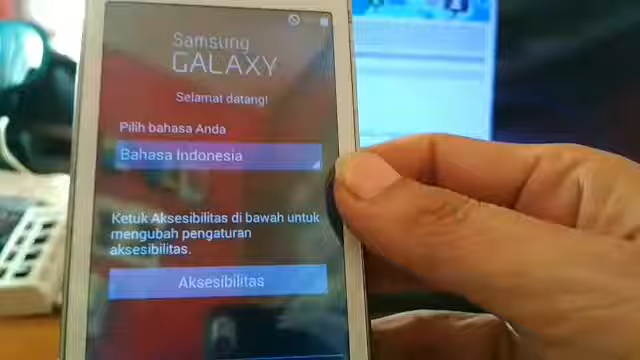 Samsung
GALAXY
Selamat datang!
Pilih bahasa Anda
Bahasa Indonesia
Ketuk Aksesibilitas di bawah untuk
mengubah pengaturan
aksesibilitas.
Aksesibilitas